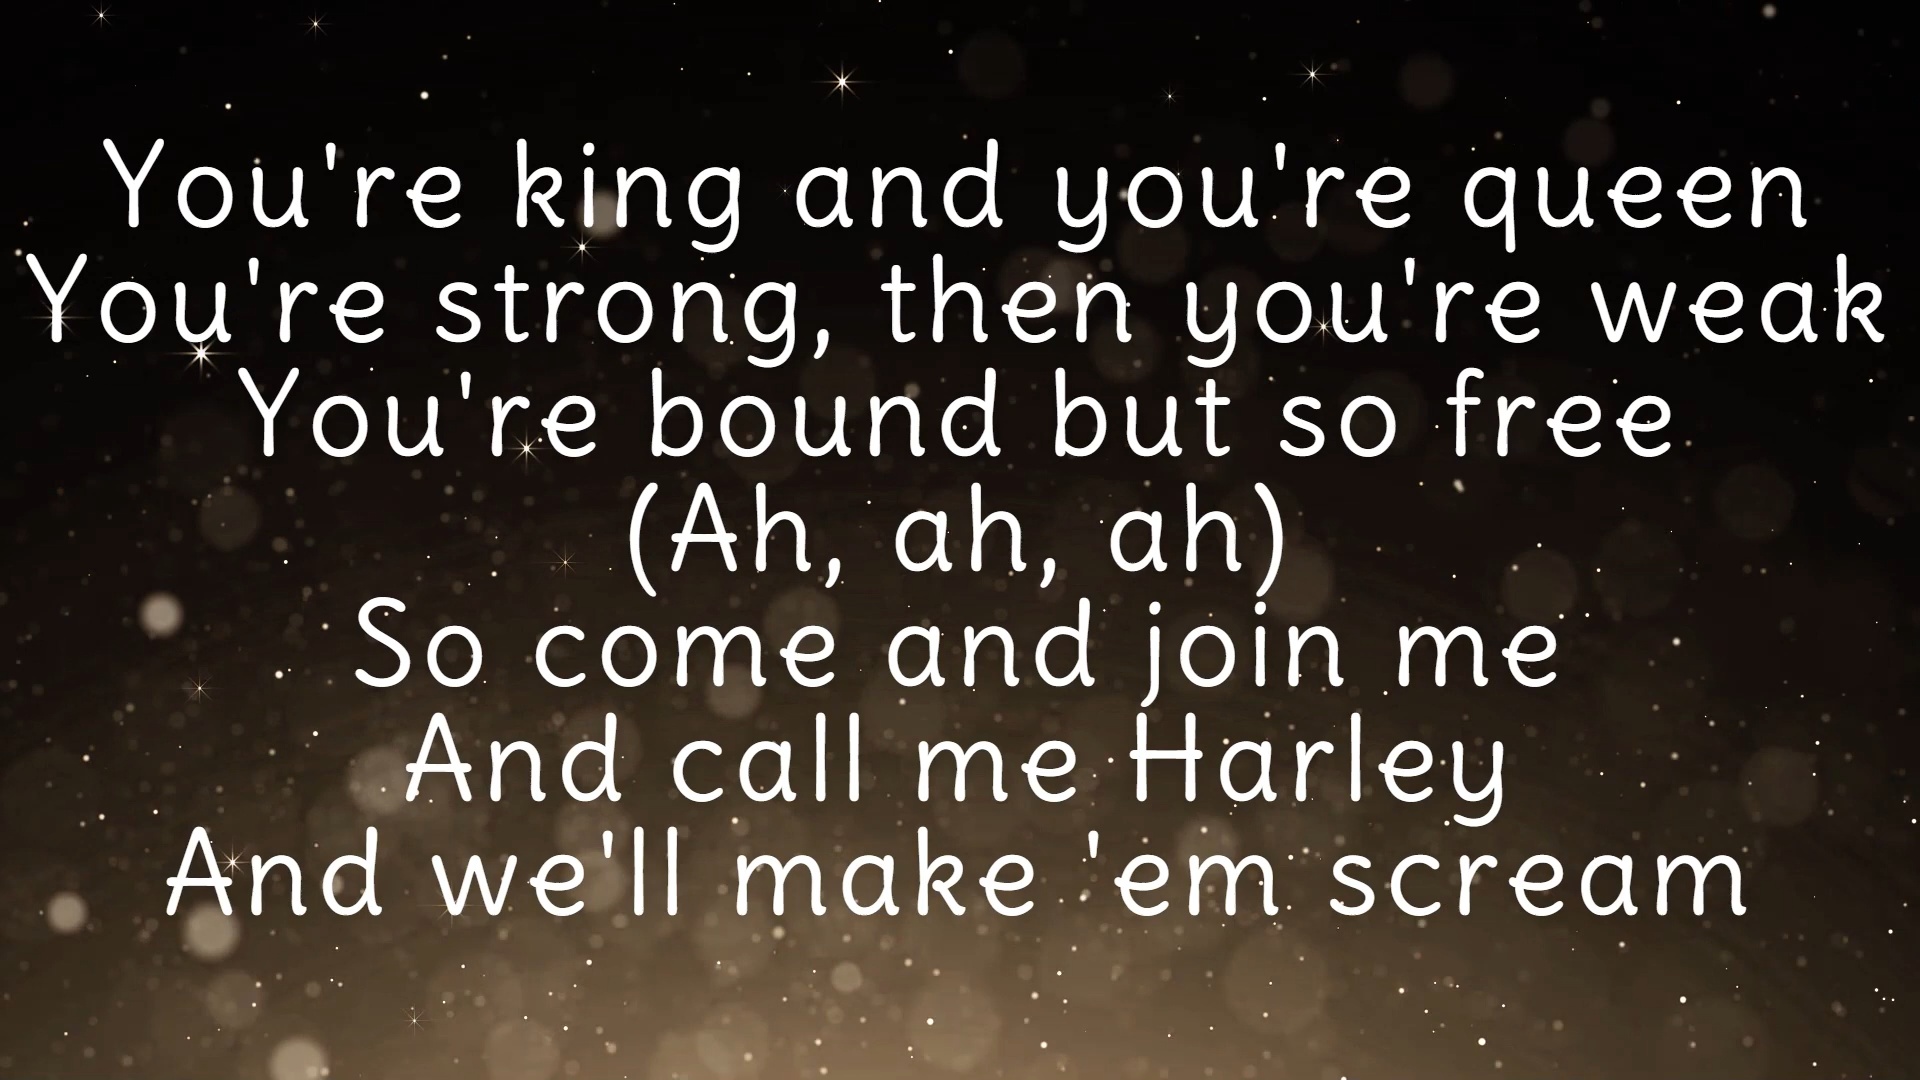 You're king and you're queen
You're strong, then you're weak
You're bound but so free
(Ah, ah, ah)
So come and join me
And call me Harley
And we'll make 'em scream